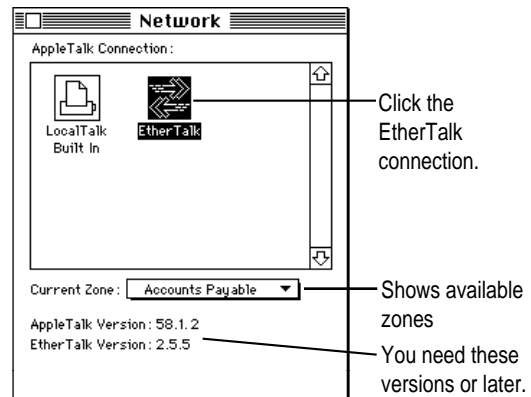 Network
AppleTalk Connection:
LocalTalk
Built In
EtherTalk
Click the
EtherTalk
connection.
Current Zone:
Accounts Payable
Shows available
zones
AppleTalk Version: 58.1.2
EtherTalk Version: 2.5.5
You need these
versions or later.